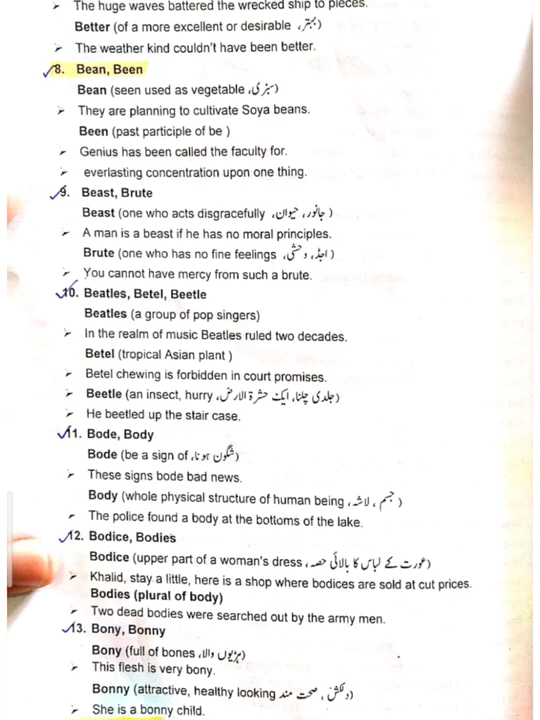 ➢ The huge waves battered the wrecked ship to pieces.
Better (of a more excellent or desirable ،بہتر)
➢ The weather kind couldn't have been better.
8. Bean, Been
Bean (seen used as vegetable ،سبزی)
➢ They are planning to cultivate Soya beans.
Been (past participle of be )
➢ Genius has been called the faculty for.
➢ everlasting concentration upon one thing.
9. Beast, Brute
Beast (one who acts disgracefully ،جانور، حیوان )
➢ A man is a beast if he has no moral principles.
Brute (one who has no fine feelings ،اجڈ، وحشی )
➢ You cannot have mercy from such a brute.
10. Beatles, Betel, Beetle
Beatles (a group of pop singers)
➢ In the realm of music Beatles ruled two decades.
Betel (tropical Asian plant )
➢ Betel chewing is forbidden in court promises.
➢ Beetle (an insect, hurry ،جلدی چلنا، ایک حشرۃ الارض)
➢ He beetled up the stair case.
11. Bode, Body
Bode (be a sign of ،شگون ہونا)
➢ These signs bode bad news.
Body (whole physical structure of human being ،جسم ، لاشہ )
➢ The police found a body at the bottoms of the lake.
12. Bodice, Bodies
Bodice (upper part of a woman's dress ،عورت کے لباس کا بالائی حصہ)
➢ Khalid, stay a little, here is a shop where bodices are sold at cut prices.
Bodies (plural of body)
➢ Two dead bodies were searched out by the army men.
13. Bony, Bonny
Bony (full of bones ،ہڈیوں والا)
➢ This flesh is very bony.
Bonny (attractive, healthy looking دلکش ، صحت مند)
➢ She is a bonny child.